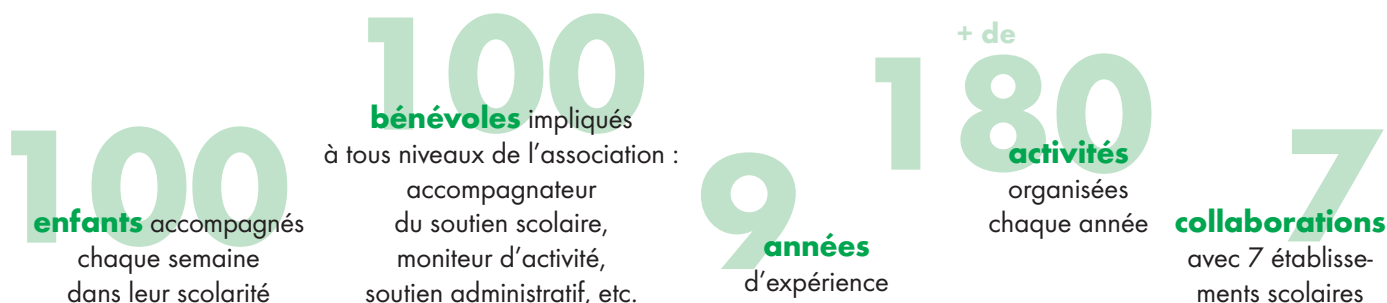 100
enfants accompagnés
chaque semaine
dans leur scolarité
100
bénévoles impliqués
à tous niveaux de l’association :
accompagnateur
du soutien scolaire,
moniteur d’activité,
soutien administratif, etc.
9
années
d’expérience
+ de
180
activités
organisées
chaque année
7
collaborations
avec 7 établisse-
ments scolaires